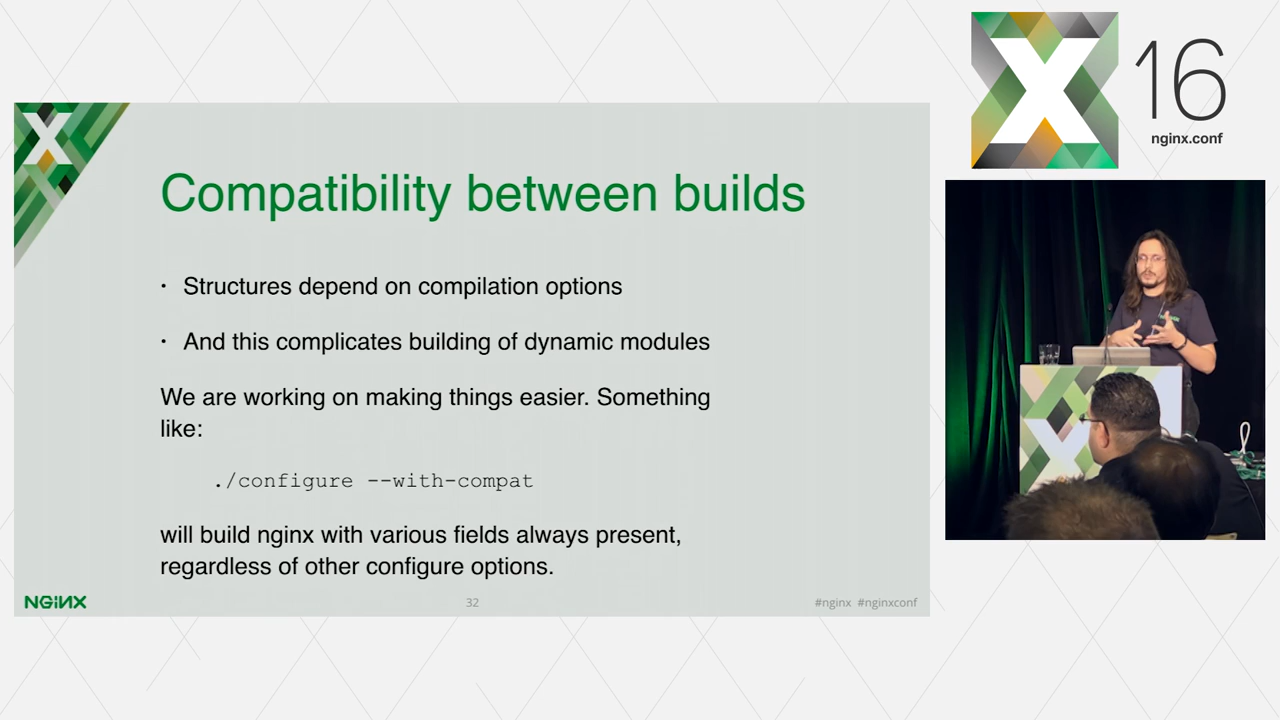 X
16
nginx.conf
X
Compatibility between builds
• Structures depend on compilation options
• And this complicates building of dynamic modules
We are working on making things easier. Something
like:
./configure --with-compat
will build nginx with various fields always present,
regardless of other configure options.
NGINX
32
#nginx #nginxconf